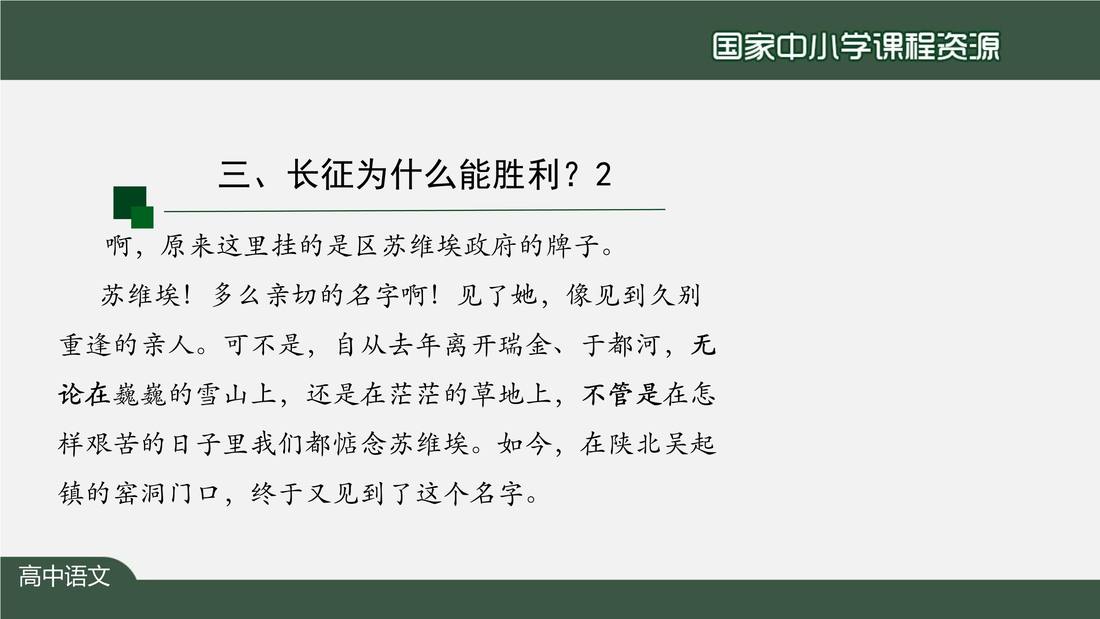 国家中小学课程资源
三、长征为什么能胜利？2
啊，原来这里挂的是区苏维埃政府的牌子。
苏维埃！多么亲切的名字啊！见了她，像见到久别
重逢的亲人。可不是，自从去年离开瑞金、于都河，无
论在巍巍的雪山上，还是在茫茫的草地上，不管是在怎
样艰苦的日子里我们都惦念苏维埃。如今，在陕北吴起
镇的窑洞门口，终于又见到了这个名字。
高中语文